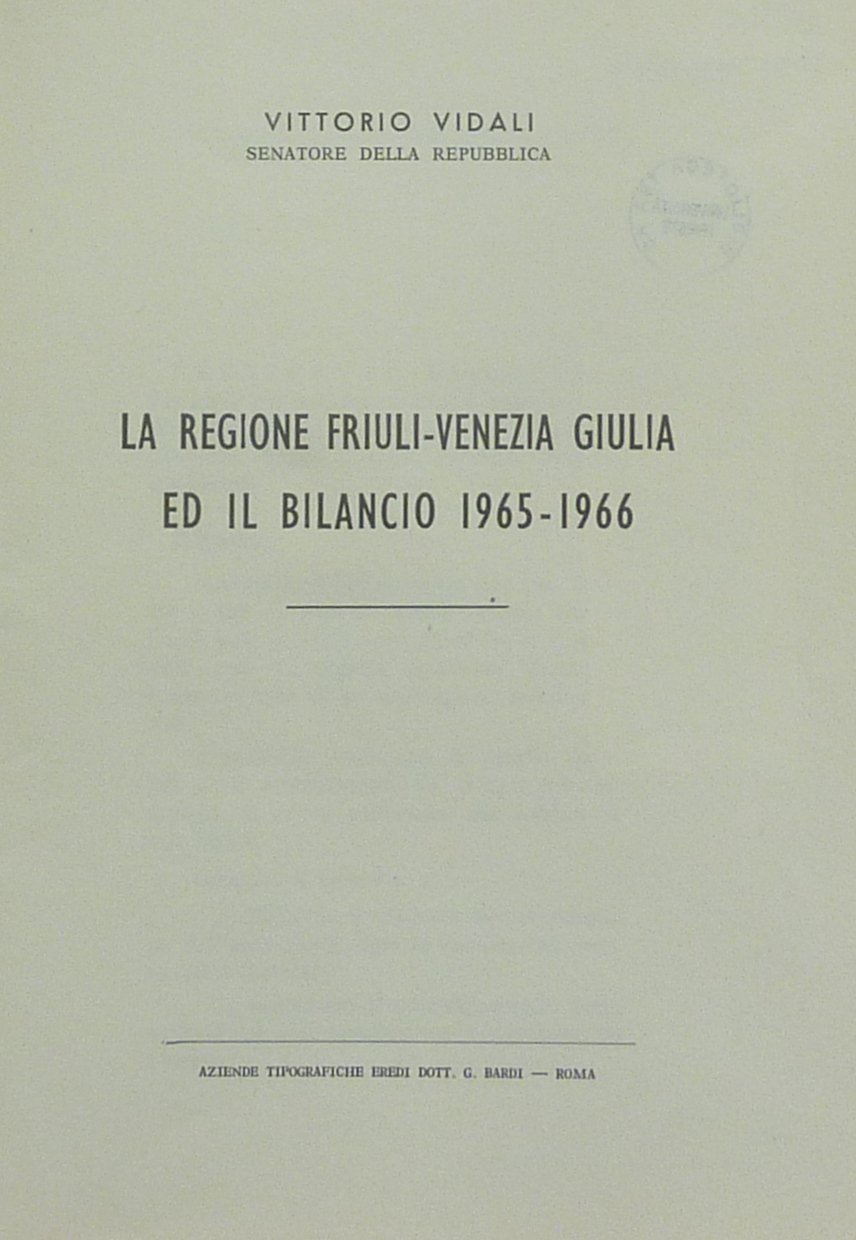 VITTORIO VIDALI
SENATORE DELLA REPUBBLICA
LA REGIONE FRIULI-VENEZIA GIULIA
ED IL BILANCIO 1965-1966
AZIENDE TIPOGRAFICHE EREDI DOTT. G. BARDI — ROMA